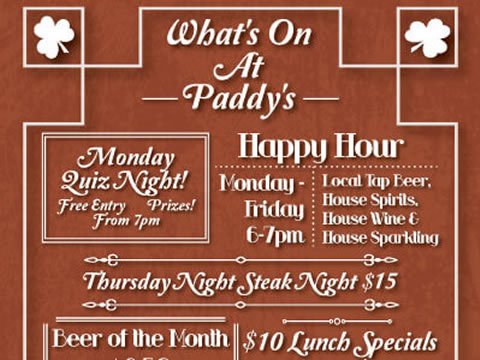 What's On
At
Paddy's
Monday
Quiz Night!
Free Entry Prizes!
From 7pm
Happy Hour
Monday -
Friday
6-7pm
Local Tap Beer,
House Spirits,
House Wine &
House Sparkling
Thursday Night Steak Night $15
Beer of the Month
$10 Lunch Specials